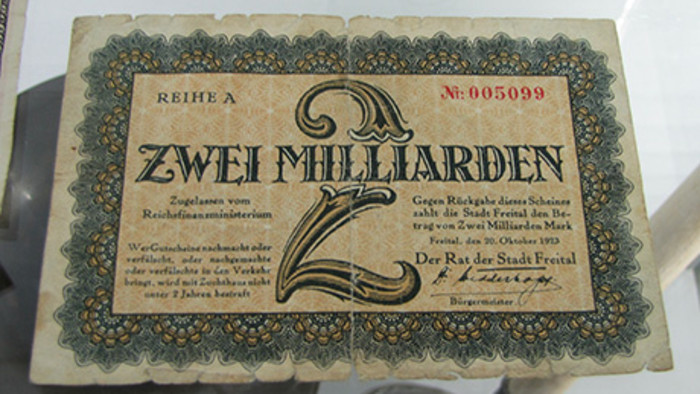 REIHE A
№: 005099
2
ZWEI MILLIARDEN
Zugelassen vom
Reichsfinanzministerium
Wer Gutscheine nachmacht oder
verfälscht, oder nachgemachte
oder verfälschte in den Verkehr
bringt, wird mit Zuchthaus nicht
unter 2 Jahren bestraft
Gegen Rückgabe dieses Scheines
zahlt die Stadt Freital den Be-
trag von Zwei Milliarden Mark
Freital, den 20. Oktober 1923
Der Rat der Stadt Freital
Bürgermeister.